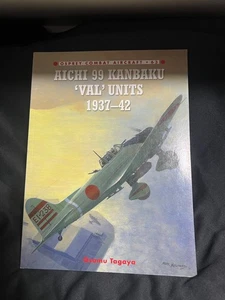 OSPREY COMBAT AIRCRAFT • 63
AICHI 99 KANBAKU
'VAL' UNITS
1937–42
Osamu Tagaya